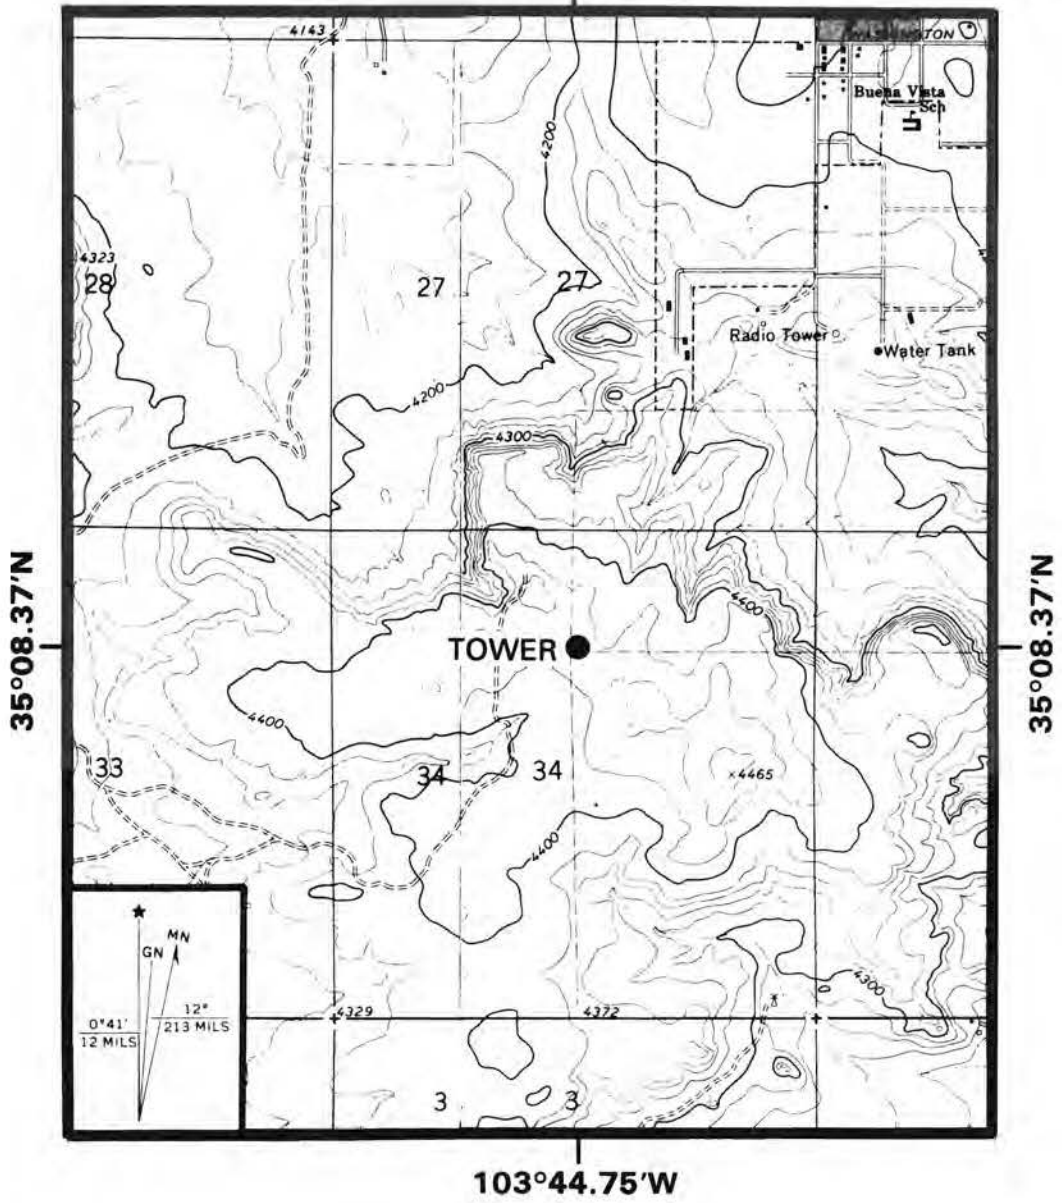 4143
WASHINGTON
Buena Vista
Sch
4200
4323
28
27
27
Radio Tower
Water Tank
4200
4300
35°08.37'N
35°08.37'N
4400
TOWER
4400
33
34
34
×4465
4400
MN
GN
0°41'
12 MILS
12°
213 MILS
4300
4329
4372
3
3
103°44.75'W